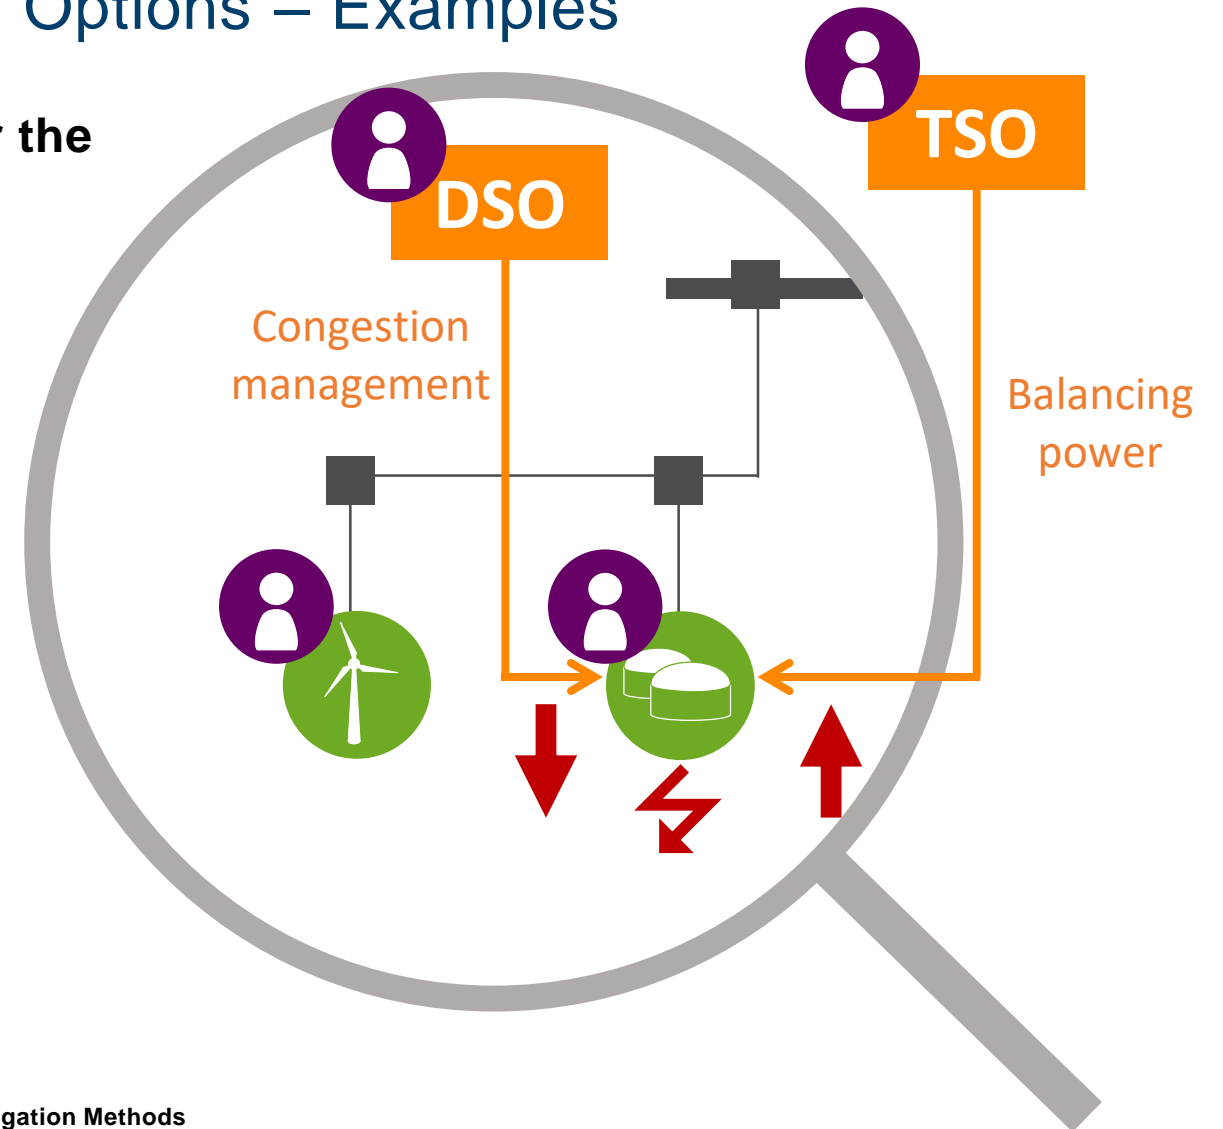 Options – Examples
r the
TSO
DSO
Congestion
management
Balancing
power
gation Methods